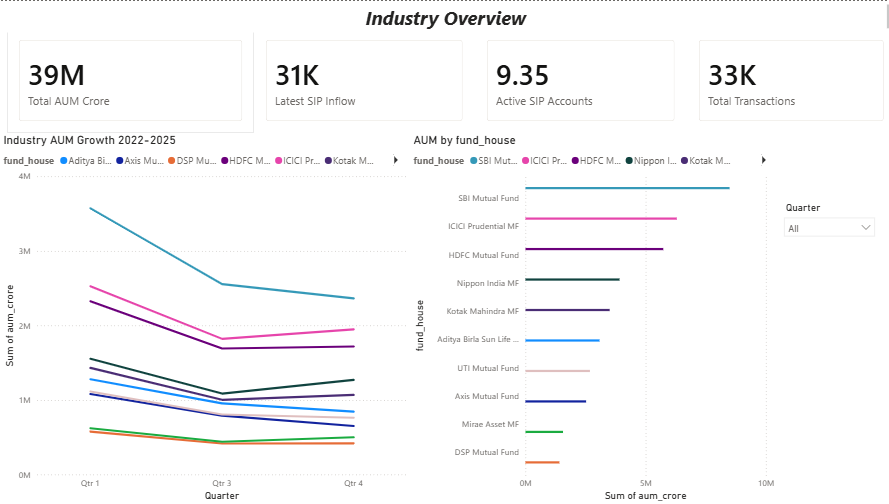 Industry Overview
39M
Total AUM Crore
31K
Latest SIP Inflow
9.35
Active SIP Accounts
33K
Total Transactions
Industry AUM Growth 2022-2025
fund_house Aditya Bi... Axis Mu... DSP Mu... HDFC M... ICICI Pr... Kotak M...
Sum of aum_crore
4M
3M
2M
1M
0M
Qtr 1 Qtr 3 Qtr 4
Quarter
AUM by fund_house
fund_house SBI Mut... ICICI Pr... HDFC M... Nippon I... Kotak M...
fund_house
SBI Mutual Fund
ICICI Prudential MF
HDFC Mutual Fund
Nippon India MF
Kotak Mahindra MF
Aditya Birla Sun Life ...
UTI Mutual Fund
Axis Mutual Fund
Mirae Asset MF
DSP Mutual Fund
0M 5M 10M
Sum of aum_crore
Quarter
All